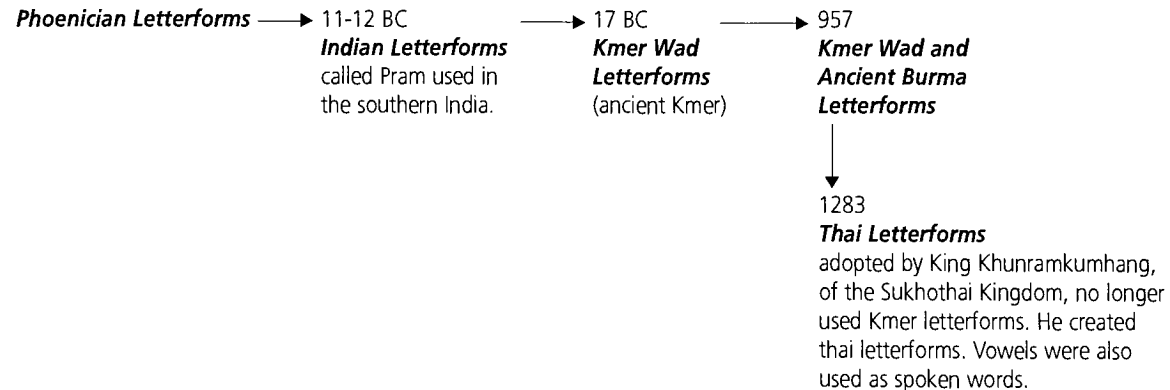 Phoenician Letterforms
11-12 BC
Indian Letterforms
called Pram used in
the southern India.
17 BC
Kmer Wad
Letterforms
(ancient Kmer)
957
Kmer Wad and
Ancient Burma
Letterforms
1283
Thai Letterforms
adopted by King Khunramkumhang,
of the Sukhothai Kingdom, no longer
used Kmer letterforms. He created
thai letterforms. Vowels were also
used as spoken words.